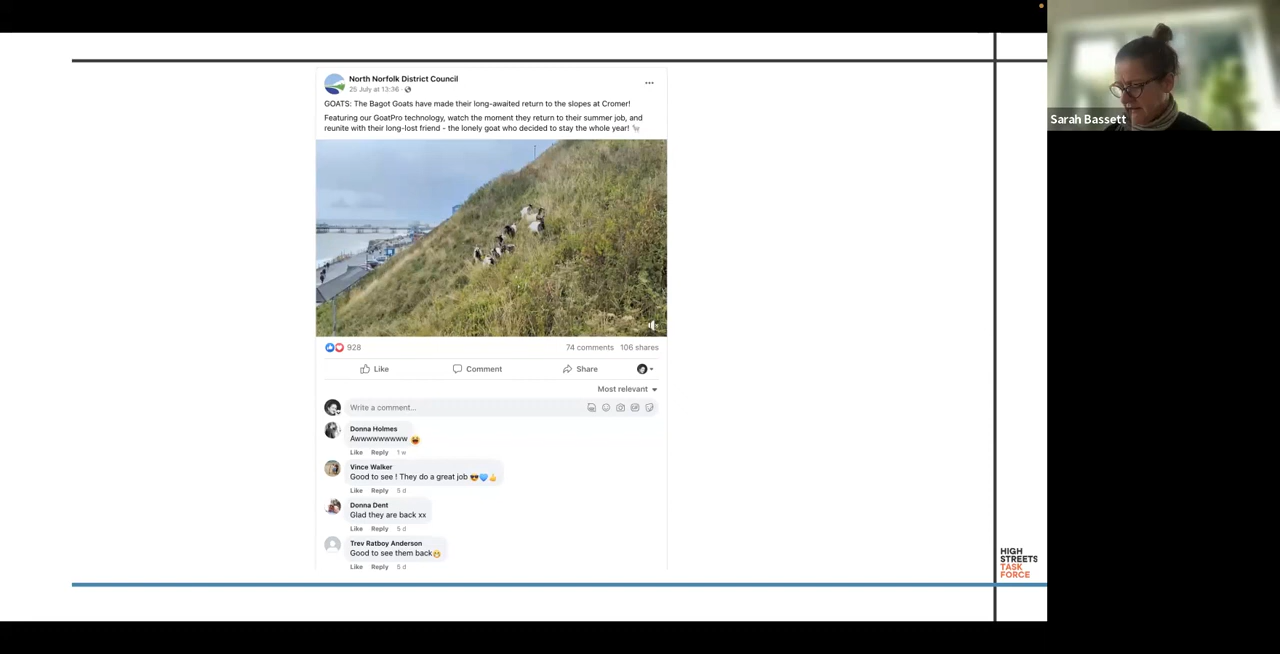 North Norfolk District Council
25 July at 13:36 ·
GOATS: The Bagot Goats have made their long-awaited return to the slopes at Cromer!
Featuring our GoatPro technology, watch the moment they return to their summer job, and
reunite with their long-lost friend - the lonely goat who decided to stay the whole year! 🐐
928
74 comments 106 shares
Like Comment Share
Most relevant
Write a comment...
Donna Holmes
Awwwwwwwww 😆
Like Reply 1 w
Vince Walker
Good to see ! They do a great job 😎💙👍
Like Reply 5 d
Donna Dent
Glad they are back xx
Like Reply 5 d
Trev Ratboy Anderson
Good to see them back😁
Like Reply 5 d
HIGH
STREETS
TASK
FORCE
Sarah Bassett